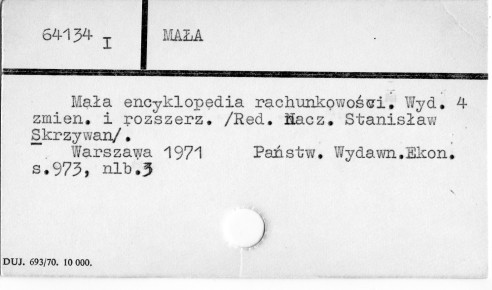 64134 I
MAŁA
Mała encyklopedia rachunkowości. Wyd. 4
zmien. i rozszerz. /Red. Nacz. Stanisław
Skrzywan/.
Warszawa 1971 Państw. Wydawn.Ekon.
s.973, nlb.3
DUJ. 693/70. 10 000.